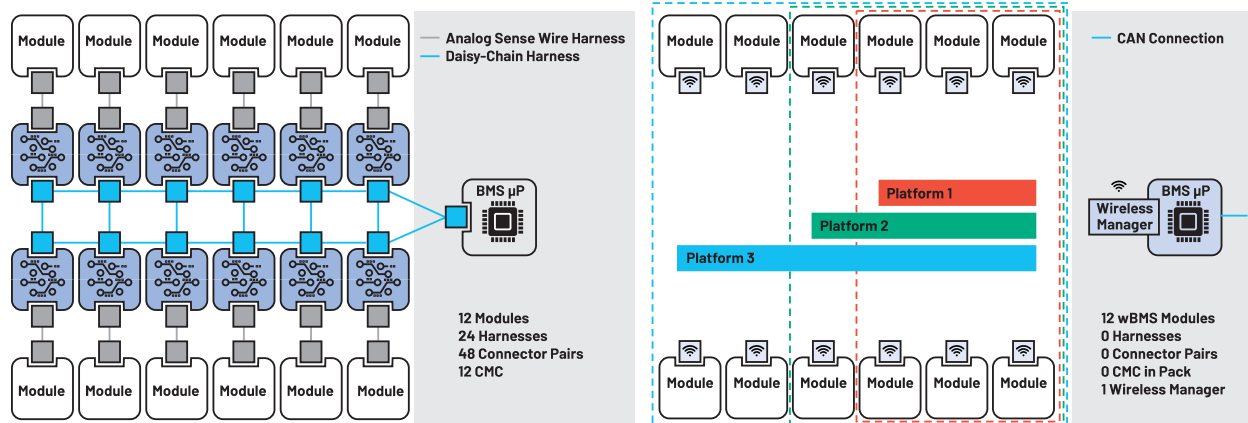 Module Module Module Module Module Module
Analog Sense Wire Harness
Daisy-Chain Harness
BMS µP
12 Modules
24 Harnesses
48 Connector Pairs
12 CMC
Module Module Module Module Module Module
Module Module Module Module Module Module
CAN Connection
Platform 1
Platform 2
Platform 3
BMS µP
Wireless
Manager
12 wBMS Modules
0 Harnesses
0 Connector Pairs
0 CMC in Pack
1 Wireless Manager
Module Module Module Module Module Module